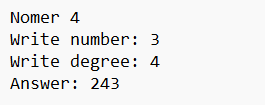 Nomer 4
Write number: 3
Write degree: 4
Answer: 243